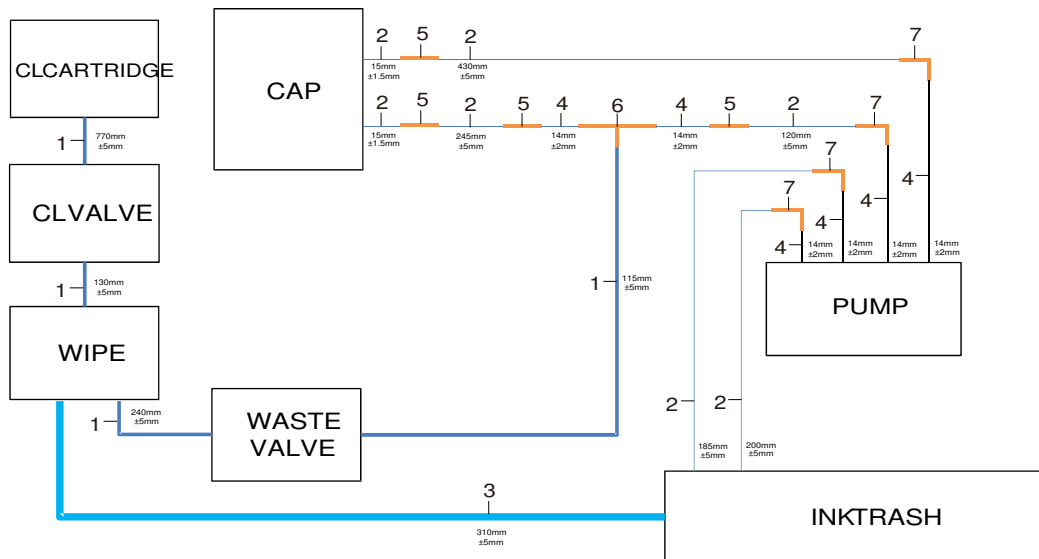 2 5 2 7
15mm
±1.5mm
430mm
±5mm
CLCARTRIDGE
CAP
2 5 2 5 4 6 4 5 2 7
15mm
±1.5mm
245mm
±5mm
14mm
±2mm
14mm
±2mm
120mm
±5mm
1
770mm
±5mm
7
7
4
4
4
4
CLVALVE
14mm
±2mm
14mm
±2mm
14mm
±2mm
14mm
±2mm
1
130mm
±5mm
1
115mm
±5mm
PUMP
WIPE
2
2
1
240mm
±5mm
WASTE
VALVE
185mm
±5mm
200mm
±5mm
3
310mm
±5mm
INKTRASH